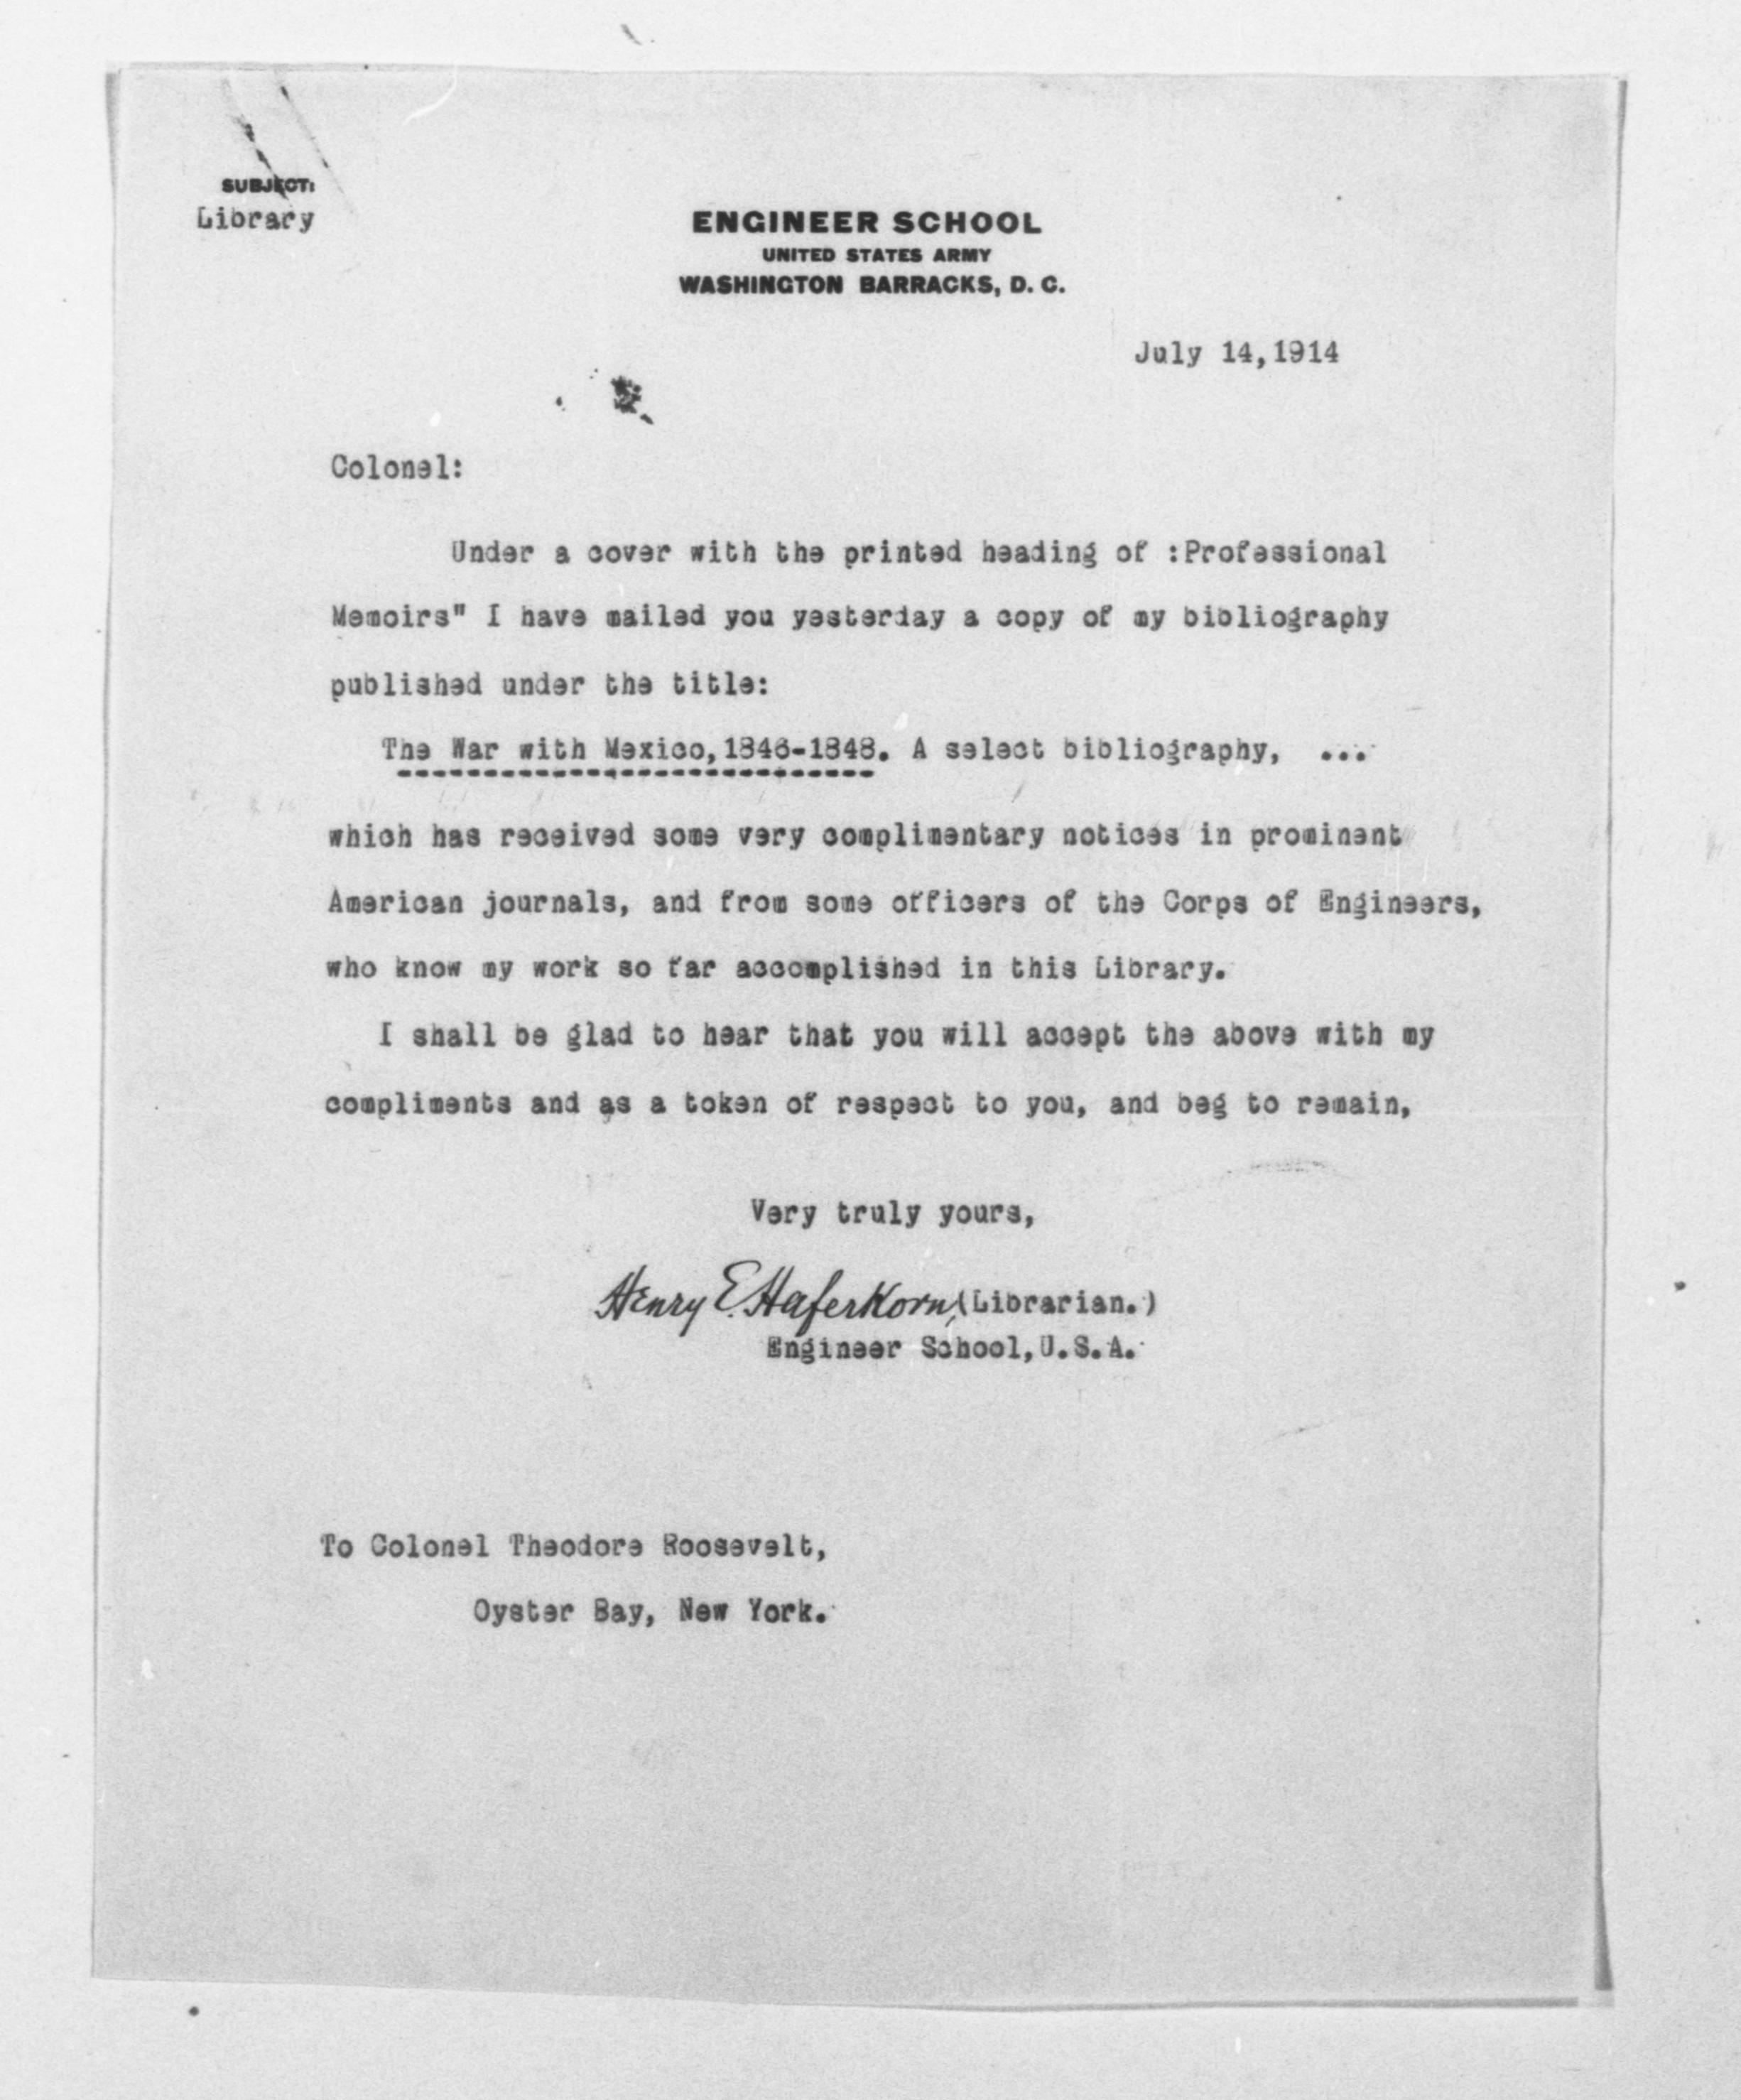 SUBJECT:
Library
ENGINEER SCHOOL
UNITED STATES ARMY
WASHINGTON BARRACKS, D. C.
July 14,1914
Colonel:
Under a cover with the printed heading of :Professional
Memoirs" I have mailed you yesterday a copy of my bibliography
published under the title:
The War with Mexico,1846-1848. A select bibliography, ...
which has received some very complimentary notices in prominent
American journals, and from some officers of the Corps of Engineers,
who know my work so far accomplished in this Library.
I shall be glad to hear that you will accept the above with my
compliments and as a token of respect to you, and beg to remain,
Very truly yours,
Henry E. Haferkorn, (Librarian.)
Engineer School,U.S.A.
To Colonel Theodore Roosevelt,
Oyster Bay, New York.